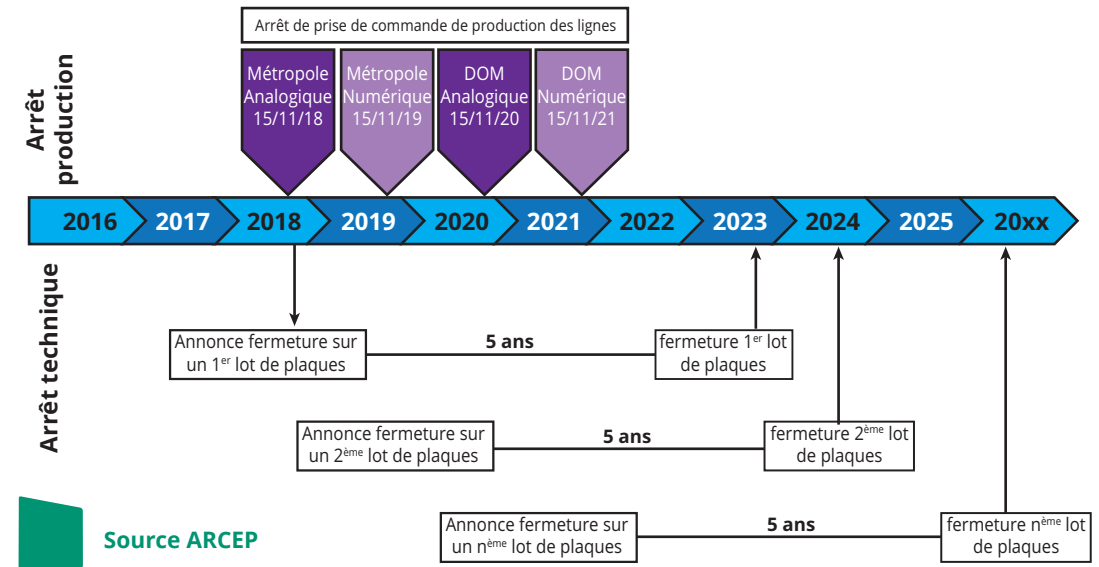 Arrêt de prise de commande de production des lignes
Arrêt
production
Métropole
Analogique
15/11/18
Métropole
Numérique
15/11/19
DOM
Analogique
15/11/20
DOM
Numérique
15/11/21
2016
2017
2018
2019
2020
2021
2022
2023
2024
2025
20xx
Arrêt technique
Annonce fermeture sur
un 1er lot de plaques
5 ans
fermeture 1er lot
de plaques
Annonce fermeture sur
un 2ème lot de plaques
5 ans
fermeture 2ème lot
de plaques
Annonce fermeture sur
un nème lot de plaques
5 ans
fermeture nème lot
de plaques
Source ARCEP